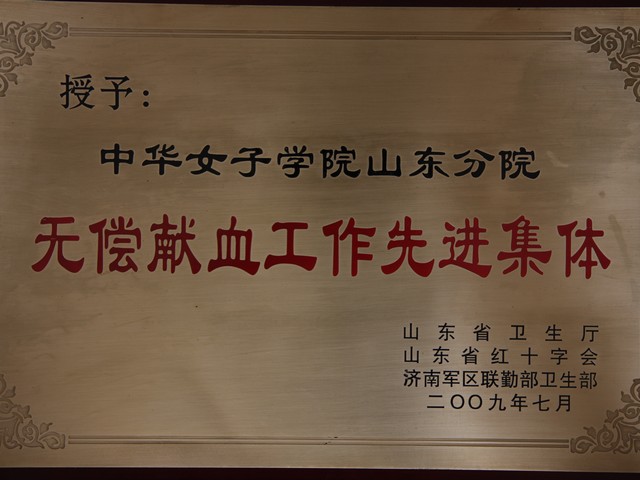 授予：
中华女子学院山东分院
无偿献血工作先进集体
山东省卫生厅
山东省红十字会
济南军区联勤部卫生部
二〇〇九年七月